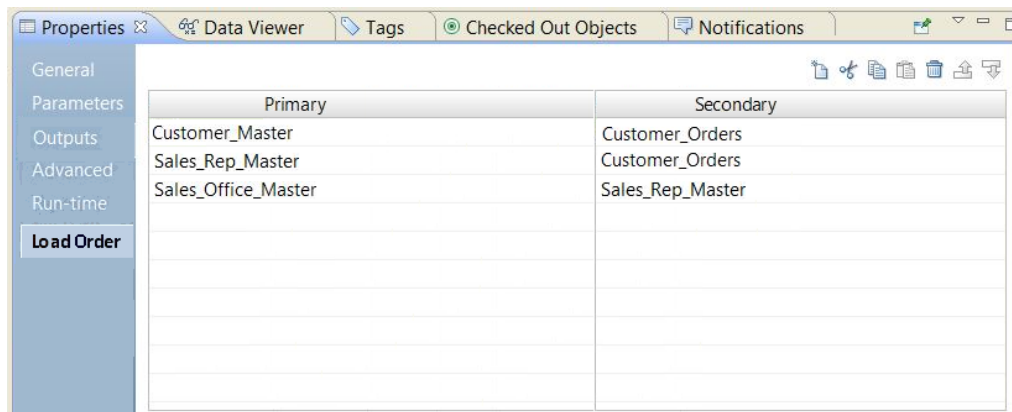 Properties Data Viewer Tags Checked Out Objects Notifications
General
Parameters
Outputs
Advanced
Run-time
Load Order
Primary Secondary
Customer_Master Customer_Orders
Sales_Rep_Master Customer_Orders
Sales_Office_Master Sales_Rep_Master